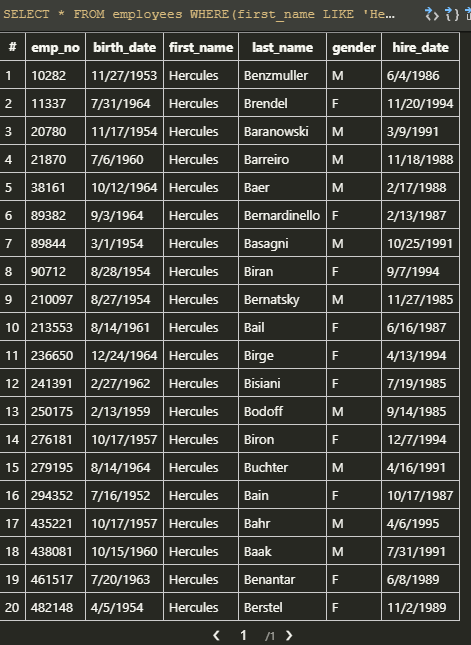 SELECT * FROM employees WHERE(first_name LIKE 'He...
# emp_no birth_date first_name last_name gender hire_date
1 10282 11/27/1953 Hercules Benzmuller M 6/4/1986
2 11337 7/31/1964 Hercules Brendel F 11/20/1994
3 20780 11/17/1954 Hercules Baranowski M 3/9/1991
4 21870 7/6/1960 Hercules Barreiro M 11/18/1988
5 38161 10/12/1964 Hercules Baer M 2/17/1988
6 89382 9/3/1964 Hercules Bernardinello F 2/13/1987
7 89844 3/1/1954 Hercules Basagni M 10/25/1991
8 90712 8/28/1954 Hercules Biran F 9/7/1994
9 210097 8/27/1954 Hercules Bernatsky M 11/27/1985
10 213553 8/14/1961 Hercules Bail F 6/16/1987
11 236650 12/24/1964 Hercules Birge F 4/13/1994
12 241391 2/27/1962 Hercules Bisiani F 7/19/1985
13 250175 2/13/1959 Hercules Bodoff M 9/14/1985
14 276181 10/17/1957 Hercules Biron F 12/7/1994
15 279195 8/14/1964 Hercules Buchter M 4/16/1991
16 294352 7/16/1952 Hercules Bain F 10/17/1987
17 435221 10/17/1957 Hercules Bahr M 4/6/1995
18 438081 10/15/1960 Hercules Baak M 7/31/1991
19 461517 7/20/1963 Hercules Benantar F 6/8/1989
20 482148 4/5/1954 Hercules Berstel F 11/2/1989
1 /1